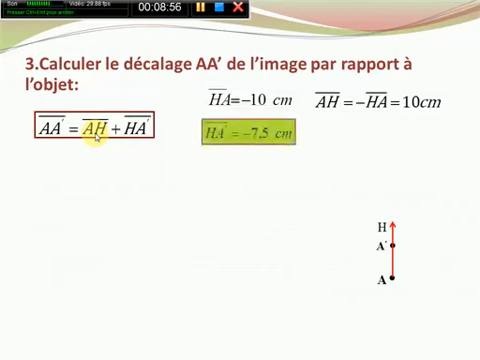 Son
Vidéo: 29.88 fps
00:08:56
3.Calculer le décalage AA' de l'image par rapport à
l'objet:
HA=−10 cm
AH = −HA = 10cm
AA' = AH + HA'
HA' = −7,5 cm
H
A'
A